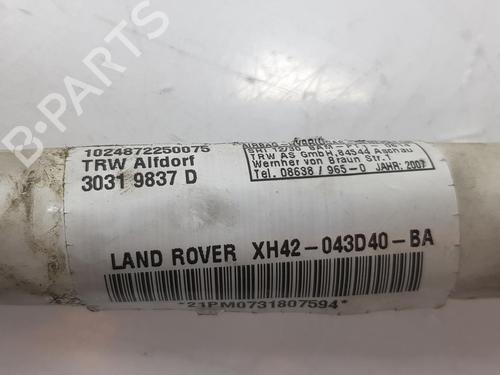 1024872250075
TRW Alfdorf
3031 9837 D
TRW AS GmbH, 84544 Aschau
Wernher von Braun Str.1
Tel. 08638 / 965-0 JAHR: 2007
LAND ROVER XH42-043D40-BA
*21PM0731807594*
B-PARTS